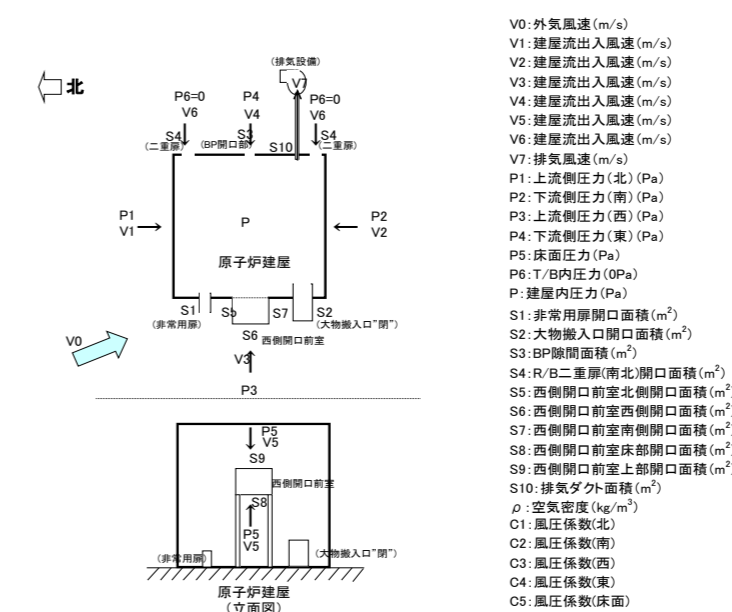 北
(排気設備)
V7
P6=0
V6
P4
V4
P6=0
V6
S4
(二重扉)
(BP開口部)
S3
S10
S4
(二重扉)
P1
V1
P
P2
V2
原子炉建屋
S1
(非常用扉)
S5
S7
S2
(大物搬入口"閉")
S6
西側開口前室
V0
V3
P3
P5
V5
S9
西側開口前室
S8
P5
V5
(非常用扉)
(大物搬入口"閉")
原子炉建屋
(立面図)
V0:外気風速(m/s)
V1:建屋流出入風速(m/s)
V2:建屋流出入風速(m/s)
V3:建屋流出入風速(m/s)
V4:建屋流出入風速(m/s)
V5:建屋流出入風速(m/s)
V6:建屋流出入風速(m/s)
V7:排気風速(m/s)
P1:上流側圧力(北)(Pa)
P2:下流側圧力(南)(Pa)
P3:上流側圧力(西)(Pa)
P4:下流側圧力(東)(Pa)
P5:床面圧力(Pa)
P6:T/B内圧力(0Pa)
P:建屋内圧力(Pa)
S1:非常用扉開口面積(m²)
S2:大物搬入口開口面積(m²)
S3:BP隙間面積(m²)
S4:R/B二重扉(南北)開口面積(m²)
S5:西側開口前室北側開口面積(m²
S6:西側開口前室西側開口面積(m²
S7:西側開口前室南側開口面積(m²
S8:西側開口前室床部開口面積(m²
S9:西側開口前室上部開口面積(m²
S10:排気ダクト面積(m²)
ρ:空気密度(kg/m³)
C1:風圧係数(北)
C2:風圧係数(南)
C3:風圧係数(西)
C4:風圧係数(東)
C5:風圧係数(床面)